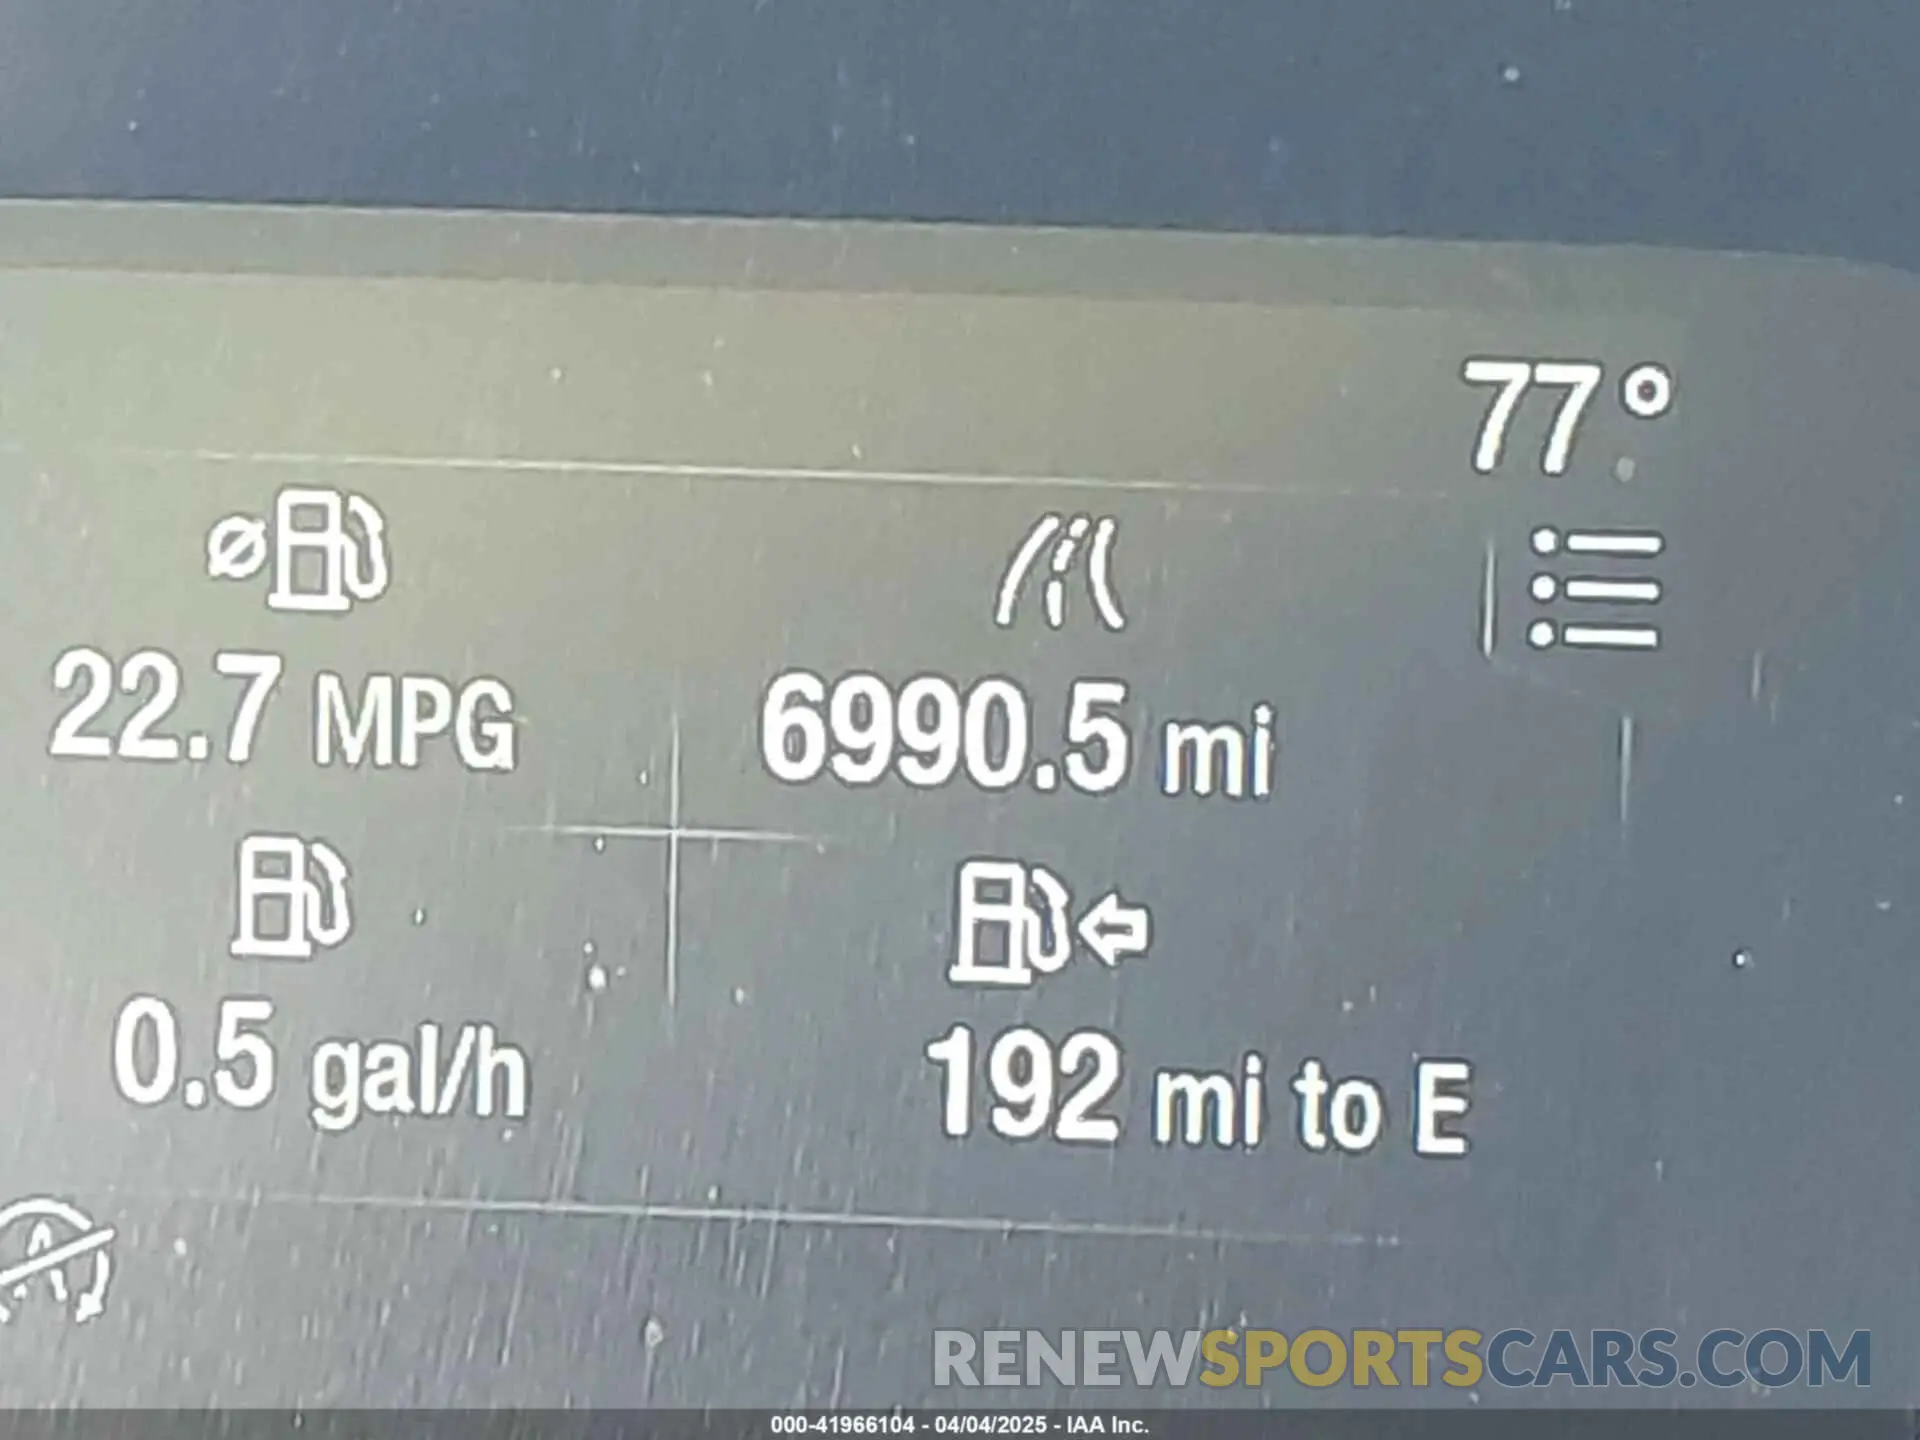 77°
22.7 MPG
6990.5 mi
0.5 gal/h
192 mi to E
A
RENEWSPORTSCARS.COM
000-41966104 - 04/04/2025 - IAA Inc.